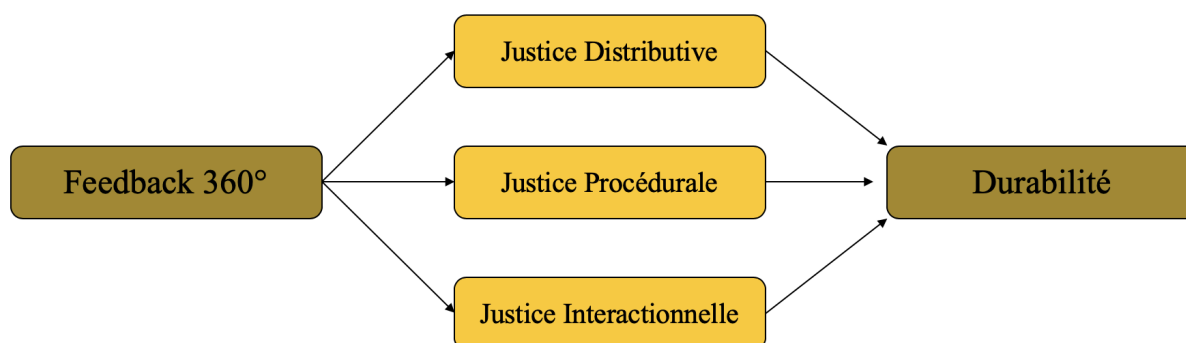 Justice Distributive
Feedback 360°
Justice Procédurale
Durabilité
Justice Interactionnelle